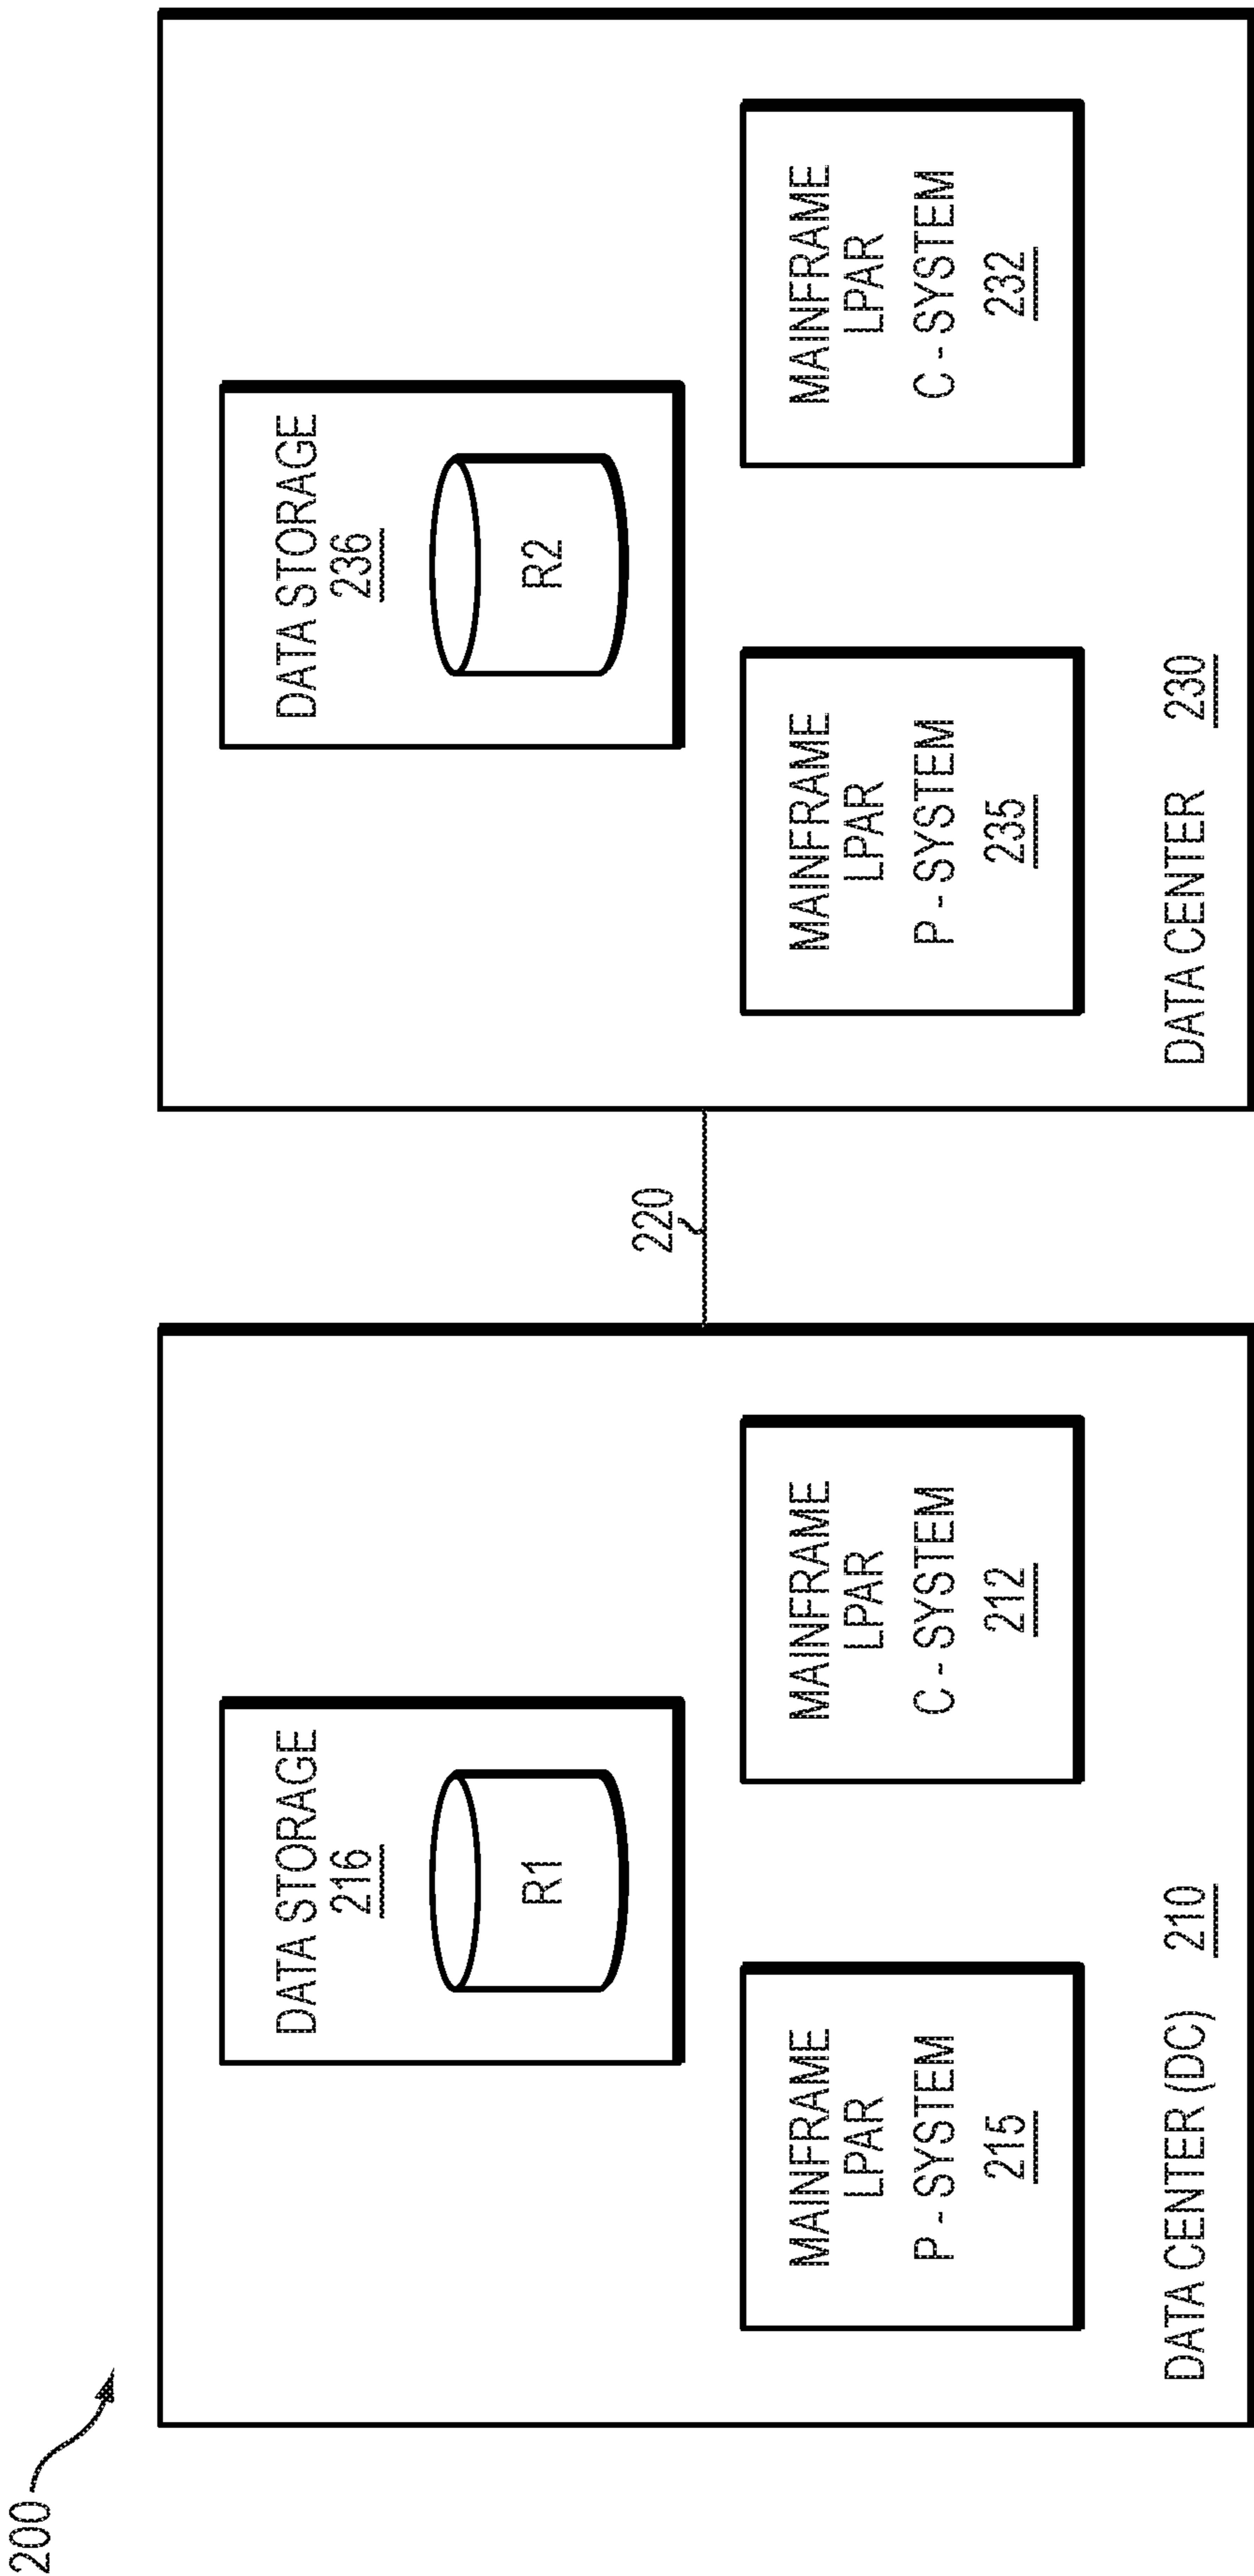 200
DATA STORAGE
216
R1
MAINFRAME
LPAR
P - SYSTEM
215
MAINFRAME
LPAR
C - SYSTEM
212
DATA CENTER (DC) 210
220
DATA STORAGE
236
R2
MAINFRAME
LPAR
P - SYSTEM
235
MAINFRAME
LPAR
C - SYSTEM
232
DATA CENTER 230